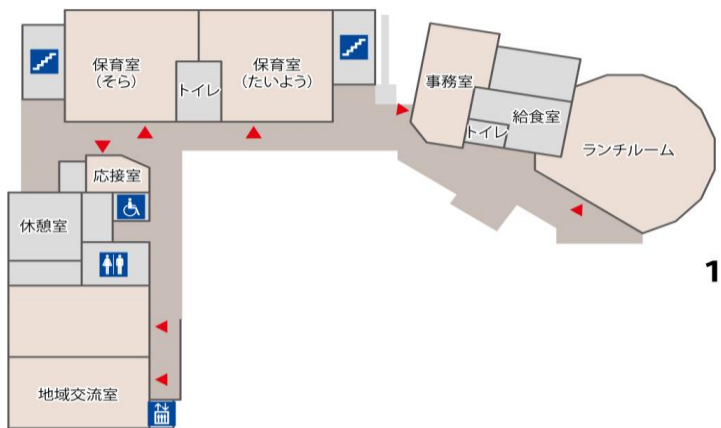 保育室
（そら）
トイレ
保育室
（たいよう）
事務室
トイレ
給食室
ランチルーム
応接室
休憩室
地域交流室
1